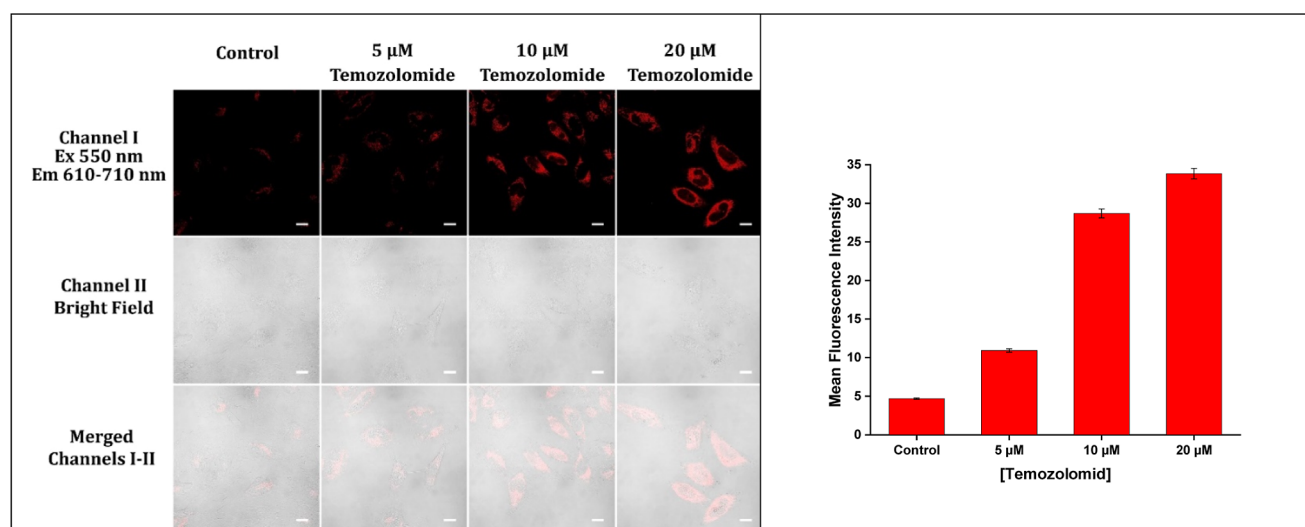 Control
5 µM
Temozolomide
10 µM
Temozolomide
20 µM
Temozolomide
Channel I
Ex 550 nm
Em 610-710 nm
Channel II
Bright Field
Merged
Channels I-II
Mean Fluorescence Intensity
35
30
25
20
15
10
5
0
Control
5 µM
10 µM
20 µM
[Temozolomid]